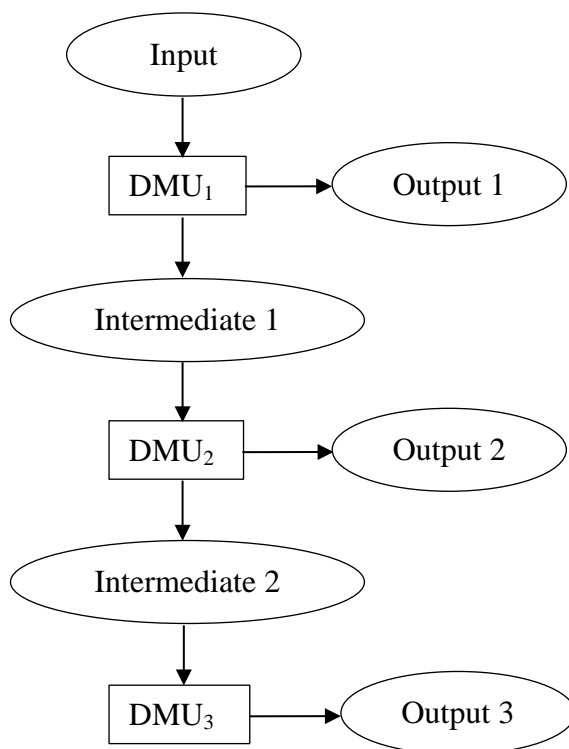 Input
DMU₁
Output 1
Intermediate 1
DMU₂
Output 2
Intermediate 2
DMU₃
Output 3